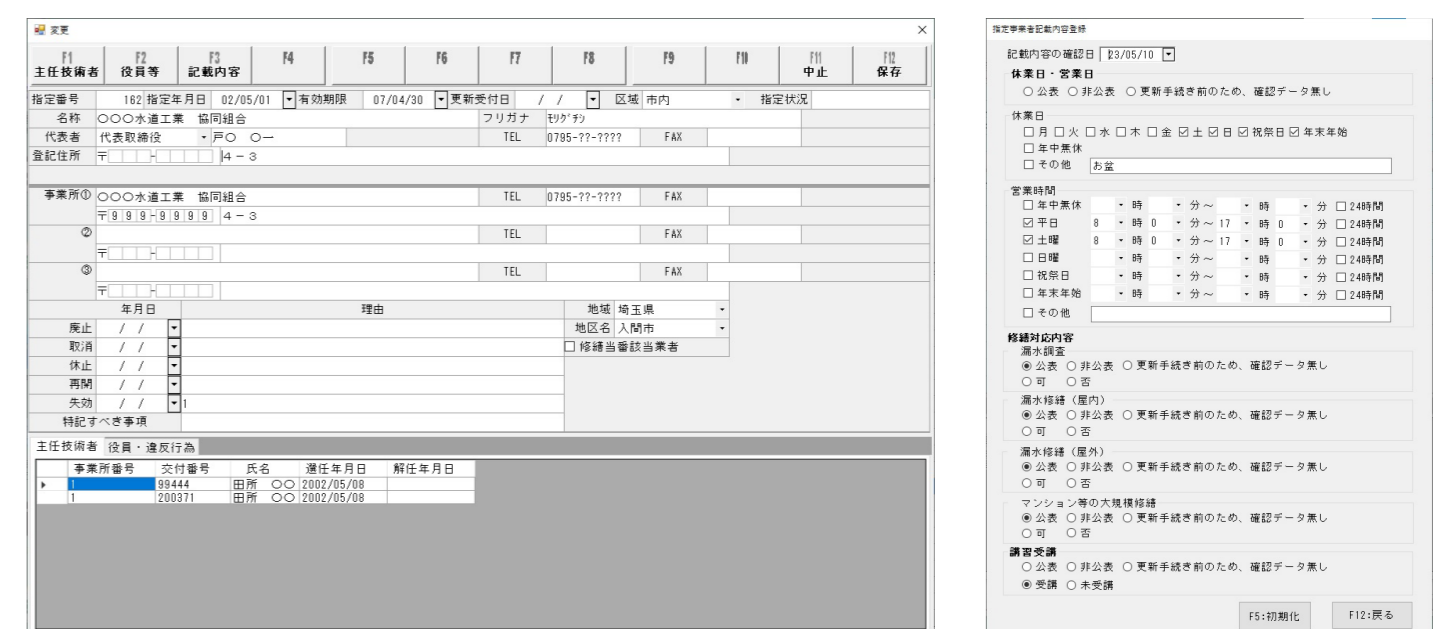 変更
F1 F2 F3 F4 F5 F6 F7 F8 F9 F10 F11 F12
主任技術者 役員等 記載内容 中止 保存
指定番号 162 指定年月日 02/05/01 有効期限 07/04/30 更新受付日 / / 区域 市内 指定状況
名称 ○○○水道工業 協同組合 フリガナ ﾓﾘｸﾞﾁｼ
代表者 代表取締役 戸○ ○一 TEL 0795-??-???? FAX
登記住所 〒 - 4－3
事業所① ○○○水道工業 協同組合 TEL 0795-??-???? FAX
〒999-9999 4－3
② TEL FAX
〒 -
③ TEL FAX
〒 -
年月日 理由 地域 埼玉県
廃止 / / 地区名 入間市
取消 / / 修繕当番該当業者
休止 / /
再開 / /
失効 / / 1
特記すべき事項
主任技術者 役員・違反行為
事業所番号 交付番号 氏名 選任年月日 解任年月日
1 99444 田所 ○○ 2002/05/08
1 200371 田所 ○○ 2002/05/08
指定事業者記載内容登録
記載内容の確認日 23/05/10
休業日・営業日
公表 非公表 更新手続き前のため、確認データ無し
休業日
月 火 水 木 金 土 日 祝祭日 年末年始
年中無休
その他 お盆
営業時間
年中無休 時 分～ 時 分 24時間
平日 8 時 0 分～ 17 時 0 分 24時間
土曜 8 時 0 分～ 17 時 0 分 24時間
日曜 時 分～ 時 分 24時間
祝祭日 時 分～ 時 分 24時間
年末年始 時 分～ 時 分 24時間
その他
修繕対応内容
漏水調査
公表 非公表 更新手続き前のため、確認データ無し
可 否
漏水修繕（屋内）
公表 非公表 更新手続き前のため、確認データ無し
可 否
漏水修繕（屋外）
公表 非公表 更新手続き前のため、確認データ無し
可 否
マンション等の大規模修繕
公表 非公表 更新手続き前のため、確認データ無し
可 否
講習受講
公表 非公表 更新手続き前のため、確認データ無し
受講 未受講
F5:初期化 F12:戻る